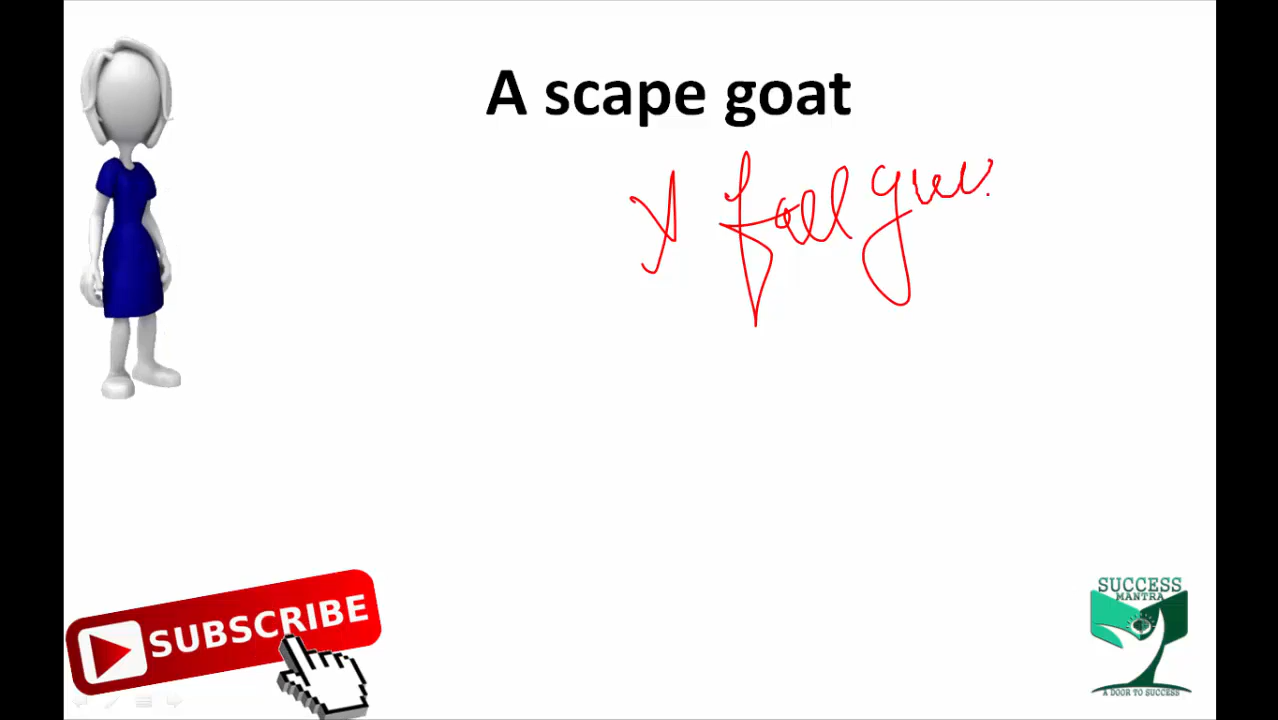 A scape goat
A fall guy
SUBSCRIBE
SUCCESS
MANTRA
A DOOR TO SUCCESS